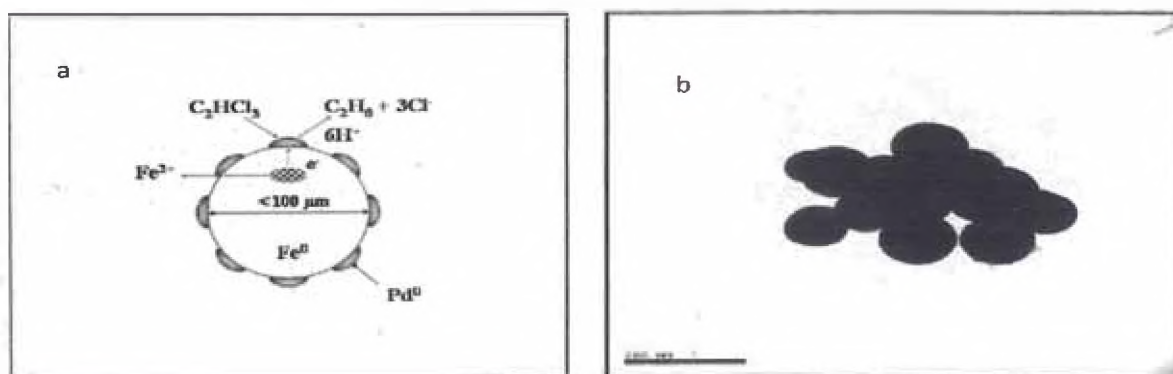 a
C₂HCl₃ C₂H₆ + 3Cl⁻
6H⁺
Fe²⁺
e⁻
<100 μm
Fe⁰
Pd⁰
b